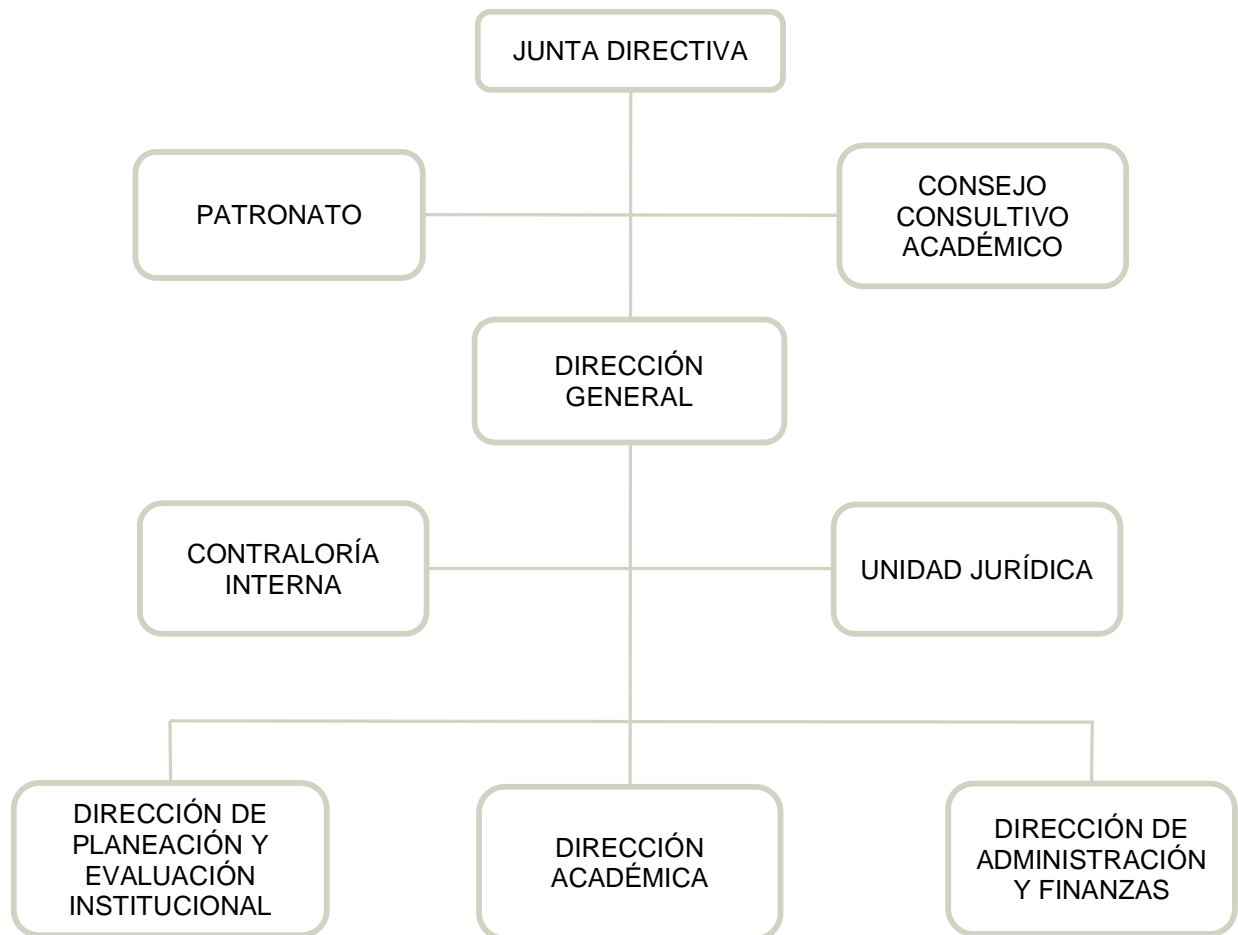 JUNTA DIRECTIVA
PATRONATO
CONSEJO
CONSULTIVO
ACADÉMICO
DIRECCIÓN
GENERAL
CONTRALORÍA
INTERNA
UNIDAD JURÍDICA
DIRECCIÓN DE
PLANEACIÓN Y
EVALUACIÓN
INSTITUCIONAL
DIRECCIÓN
ACADÉMICA
DIRECCIÓN DE
ADMINISTRACIÓN
Y FINANZAS